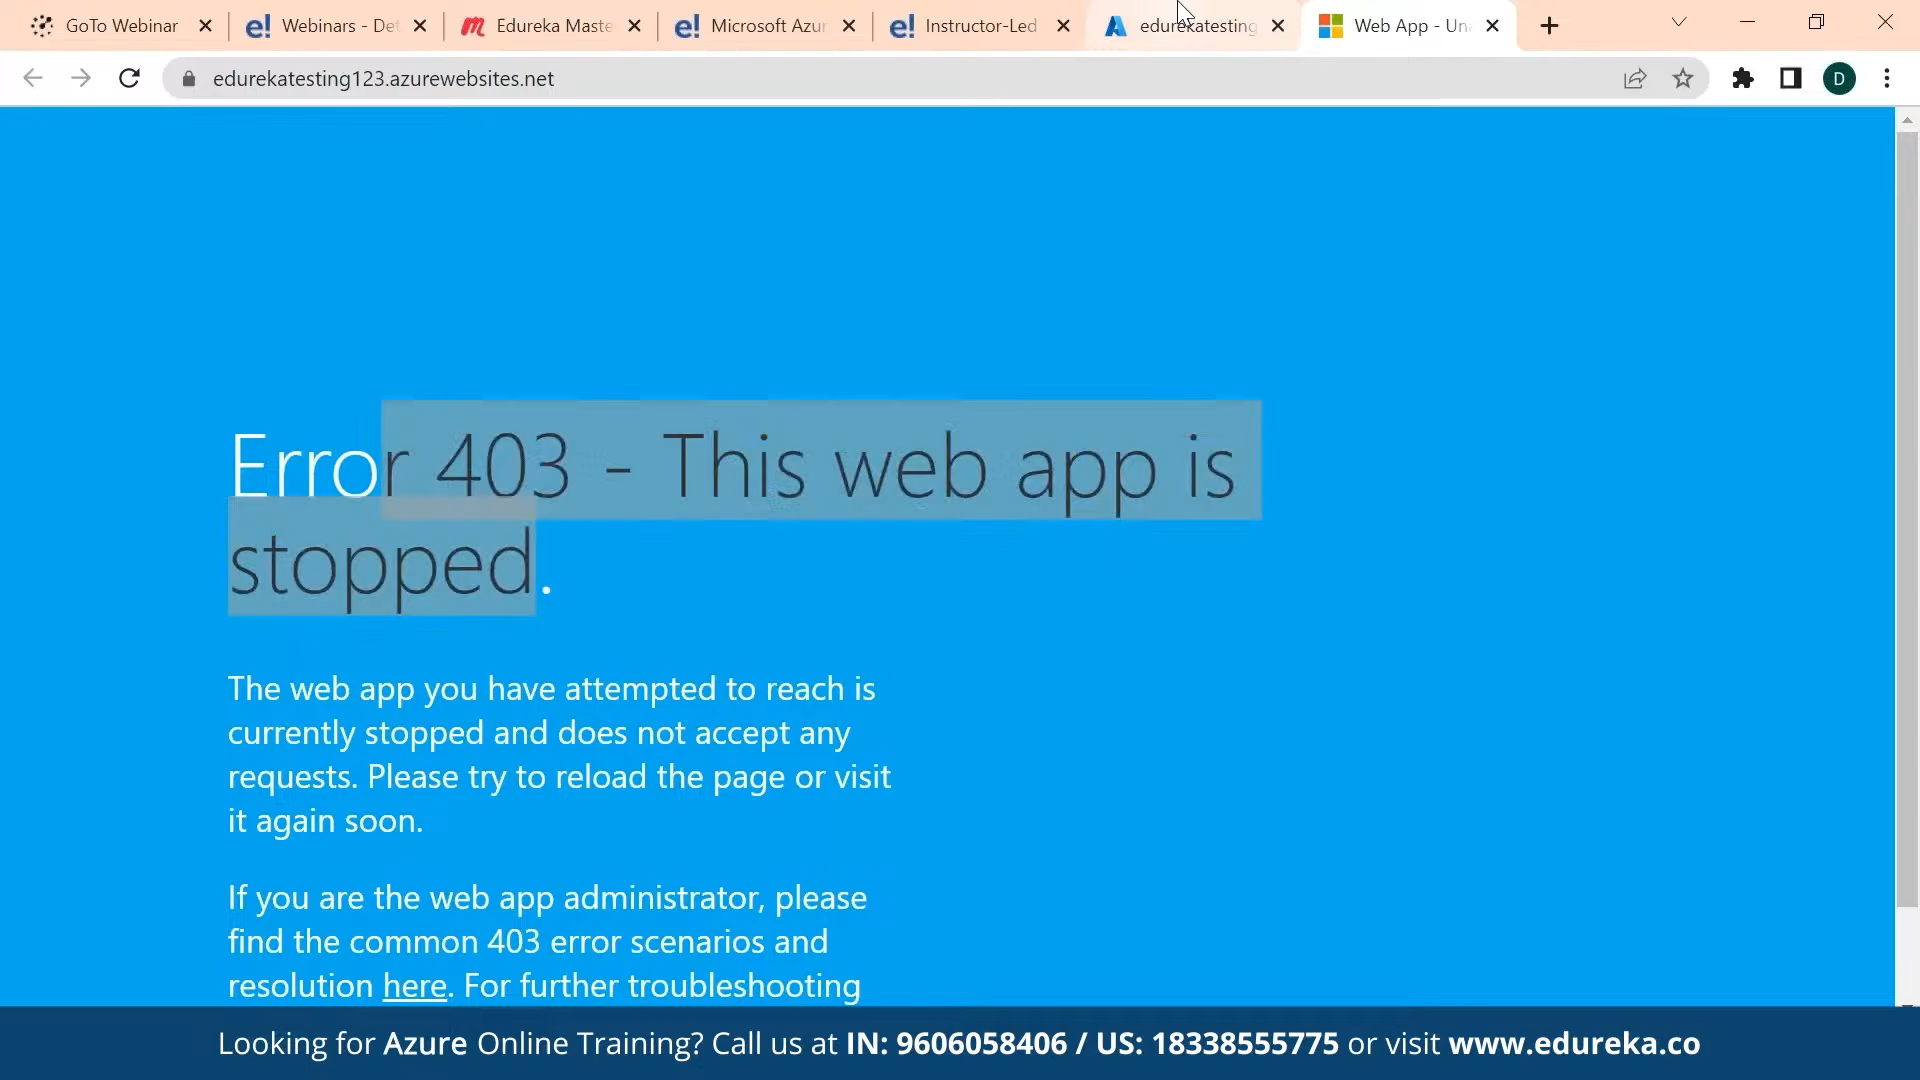 GoTo Webinar
Webinars - Det
Edureka Maste
Microsoft Azur
Instructor-Led
edurekatesting
Web App - Una
edurekatesting123.azurewebsites.net
D
Error 403 - This web app is
stopped.
The web app you have attempted to reach is
currently stopped and does not accept any
requests. Please try to reload the page or visit
it again soon.
If you are the web app administrator, please
find the common 403 error scenarios and
resolution here. For further troubleshooting
Looking for Azure Online Training? Call us at IN: 9606058406 / US: 18338555775 or visit www.edureka.co